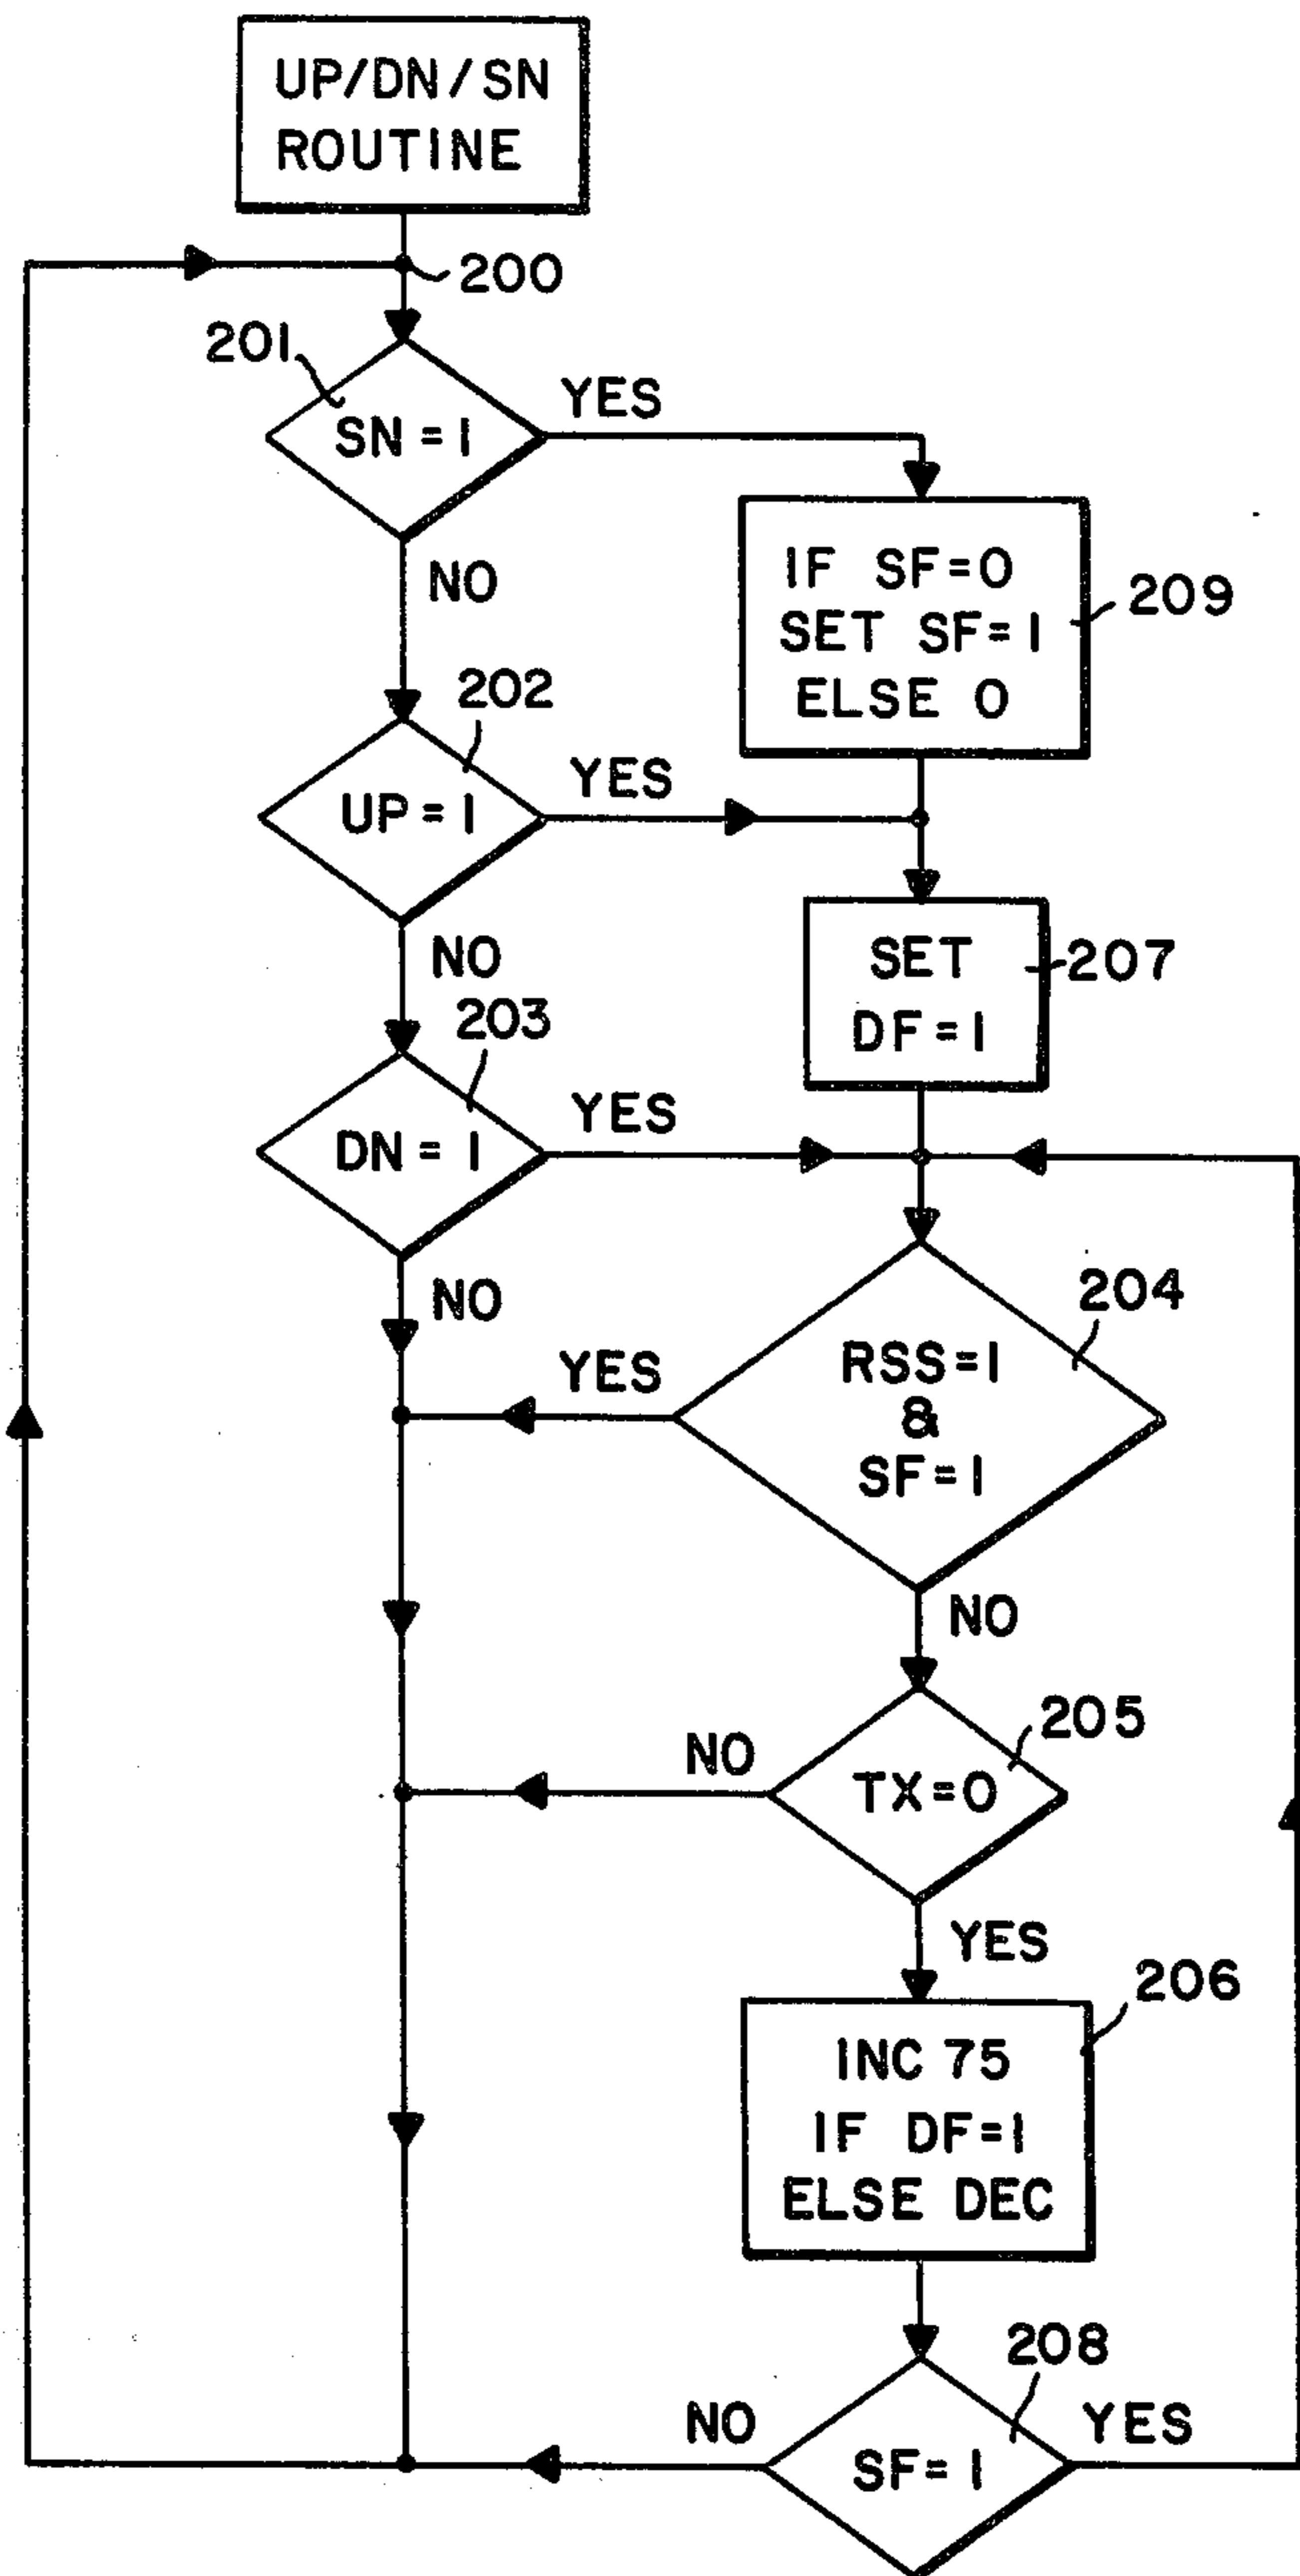 UP/DN/SN
ROUTINE
200
201
SN = 1
YES
NO
IF SF=0
SET SF=1
ELSE 0
209
202
UP = 1
YES
NO
SET
DF=1
207
203
DN = 1
YES
NO
204
RSS=1
&
SF=1
YES
NO
205
TX=0
NO
YES
206
INC 75
IF DF=1
ELSE DEC
208
SF=1
NO
YES